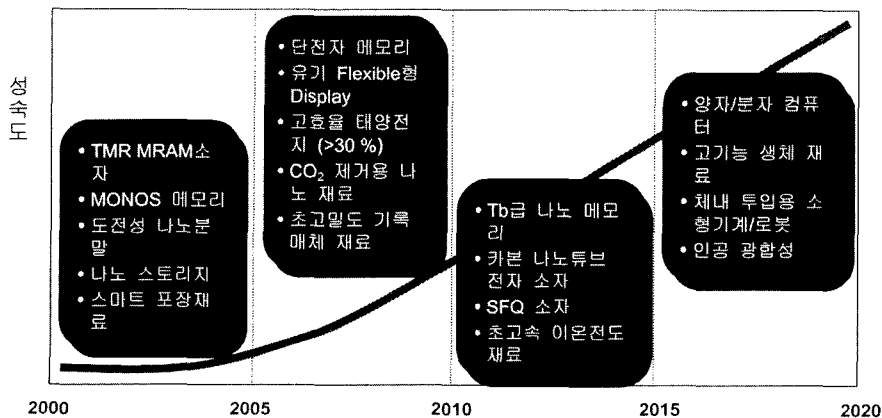 성숙도
• TMR MRAM소
자
• MONOS 메모리
• 도전성 나노분
말
• 나노 스토리지
• 스마트 포장재
료
• 단전자 메모리
• 유기 Flexible형
Display
• 고효율 태양전
지 (>30 %)
• CO₂ 제거용 나
노 재료
• 초고밀도 기록
매체 재료
• Tb급 나노 메모
리
• 카본 나노튜브
전자 소자
• SFQ 소자
• 초고속 이온전도
재료
• 양자/분자 컴퓨
터
• 고기능 생체 재
료
• 체내 투입용 소
형기계/로봇
• 인공 광합성
2000 2005 2010 2015 2020